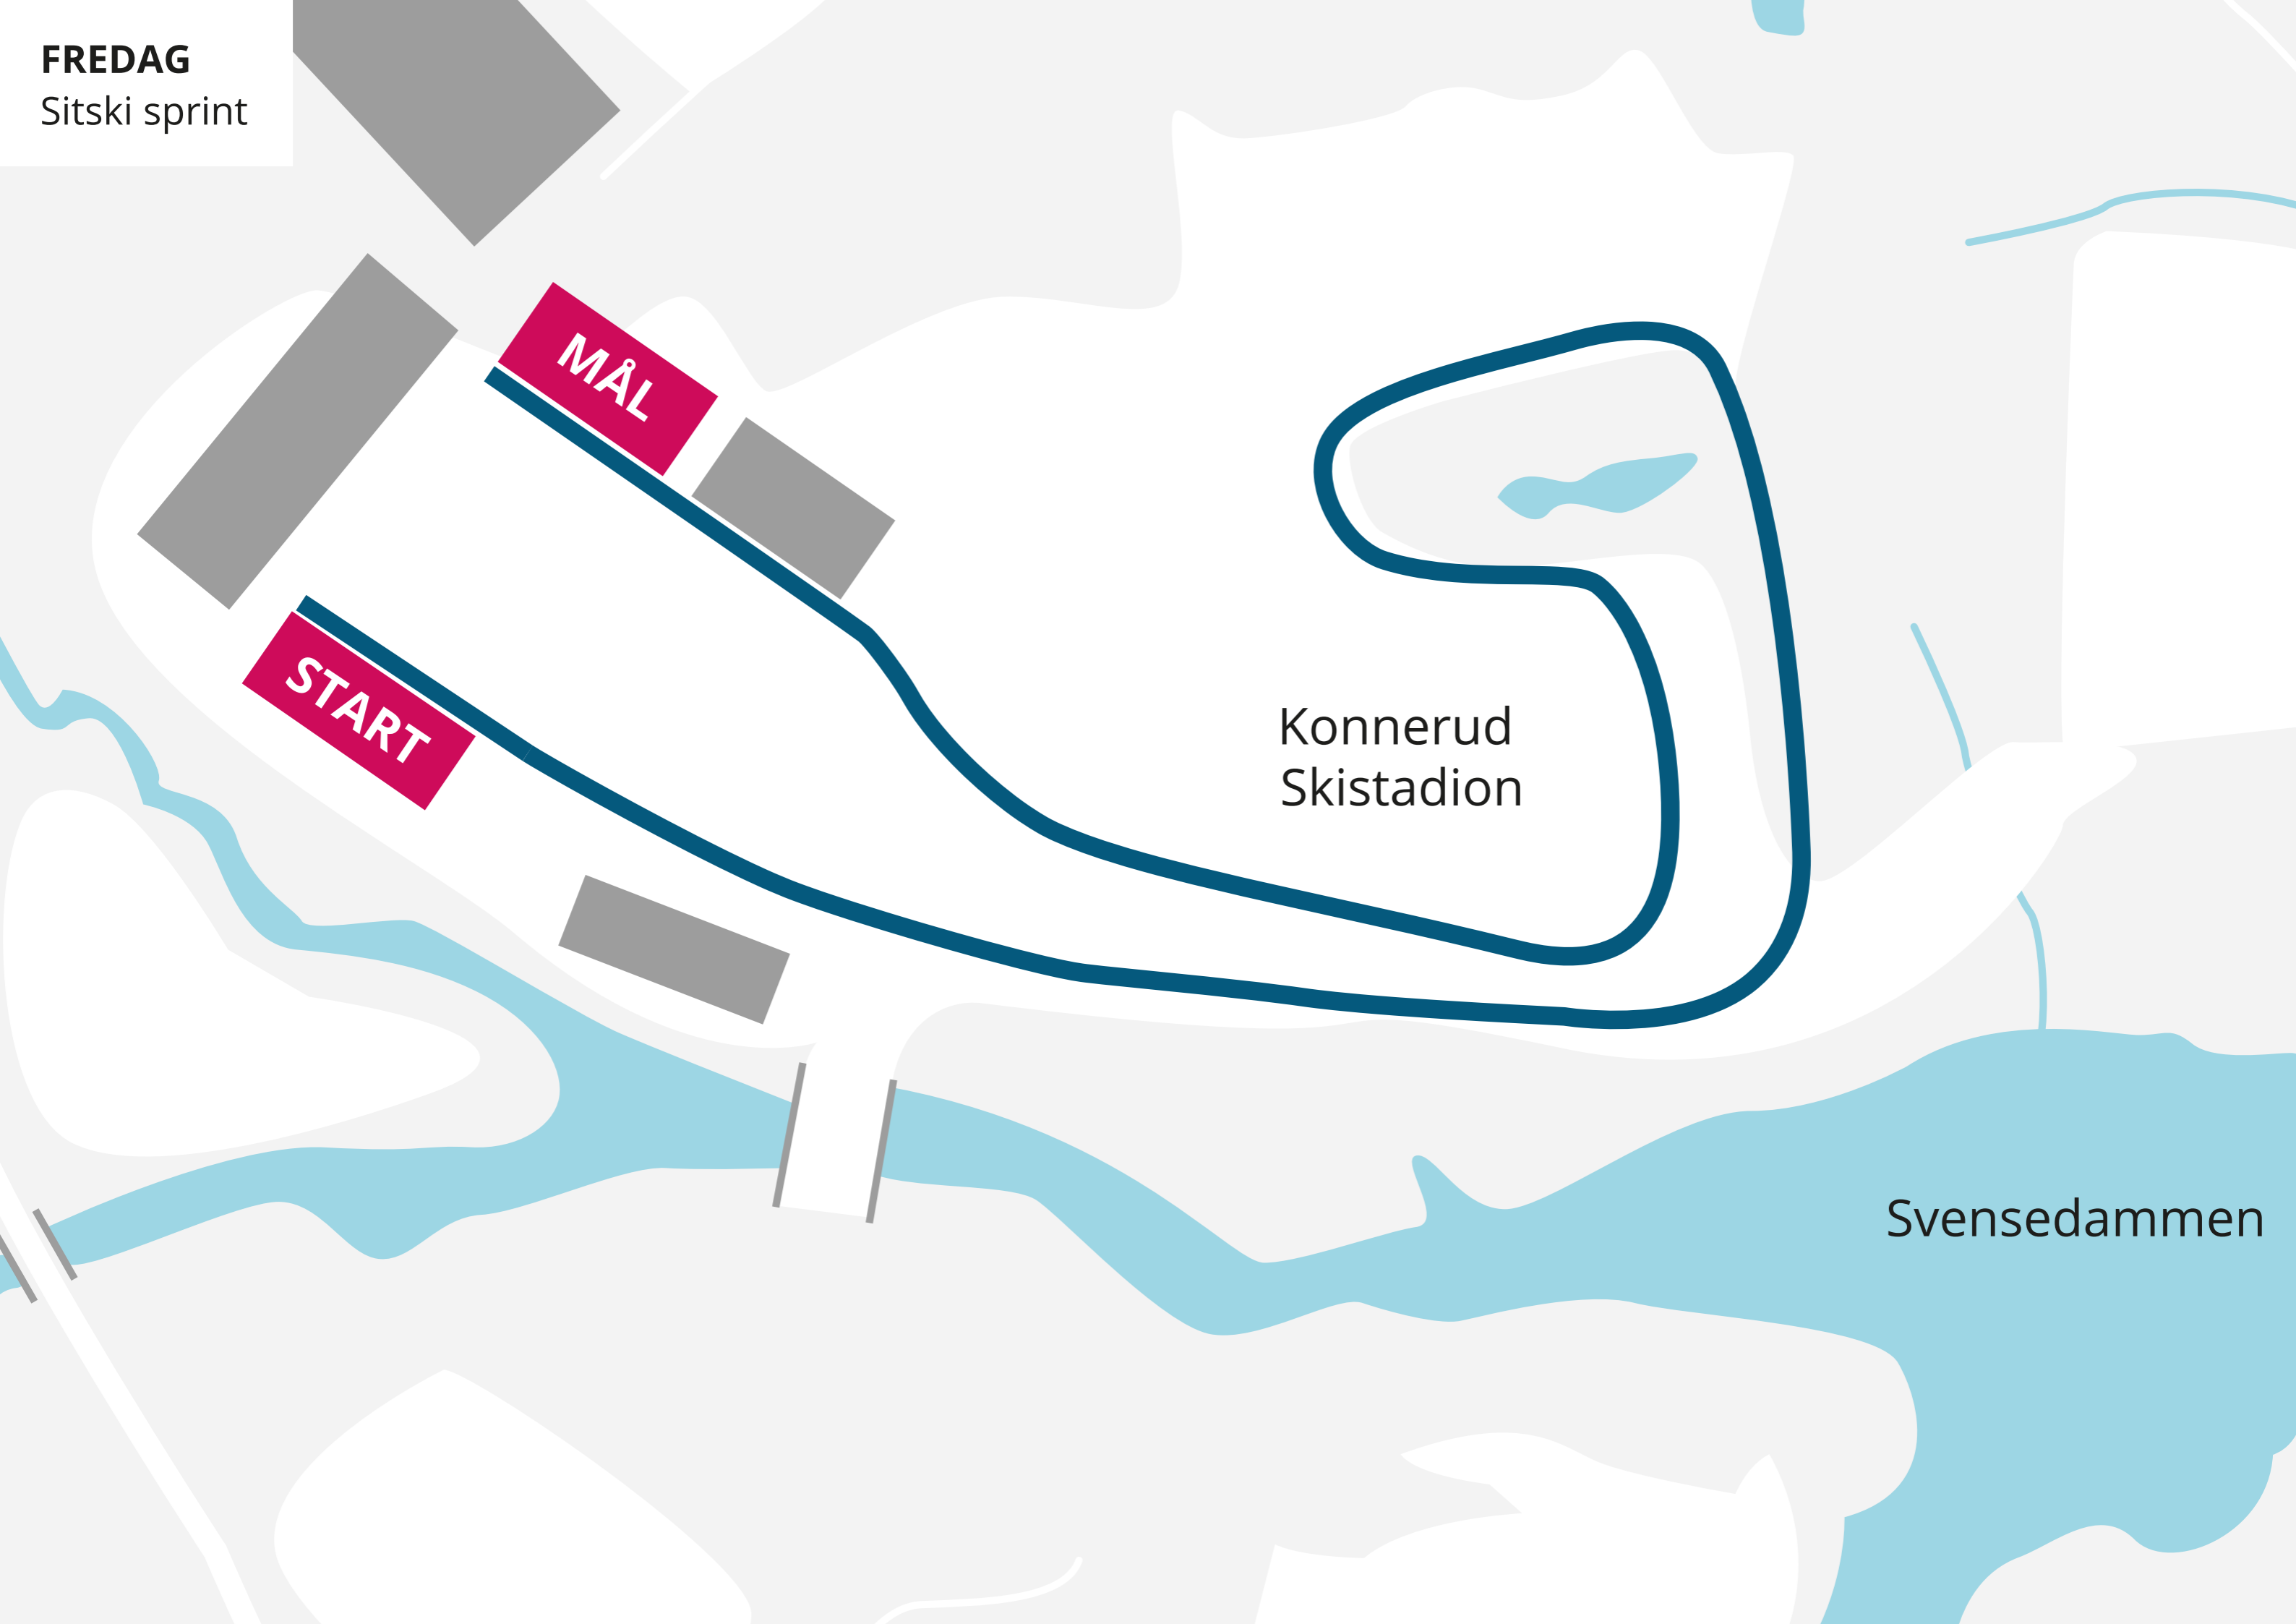 FREDAG
Sitski sprint
MÅL
START
Konnerud
Skistadion
Svensedammen